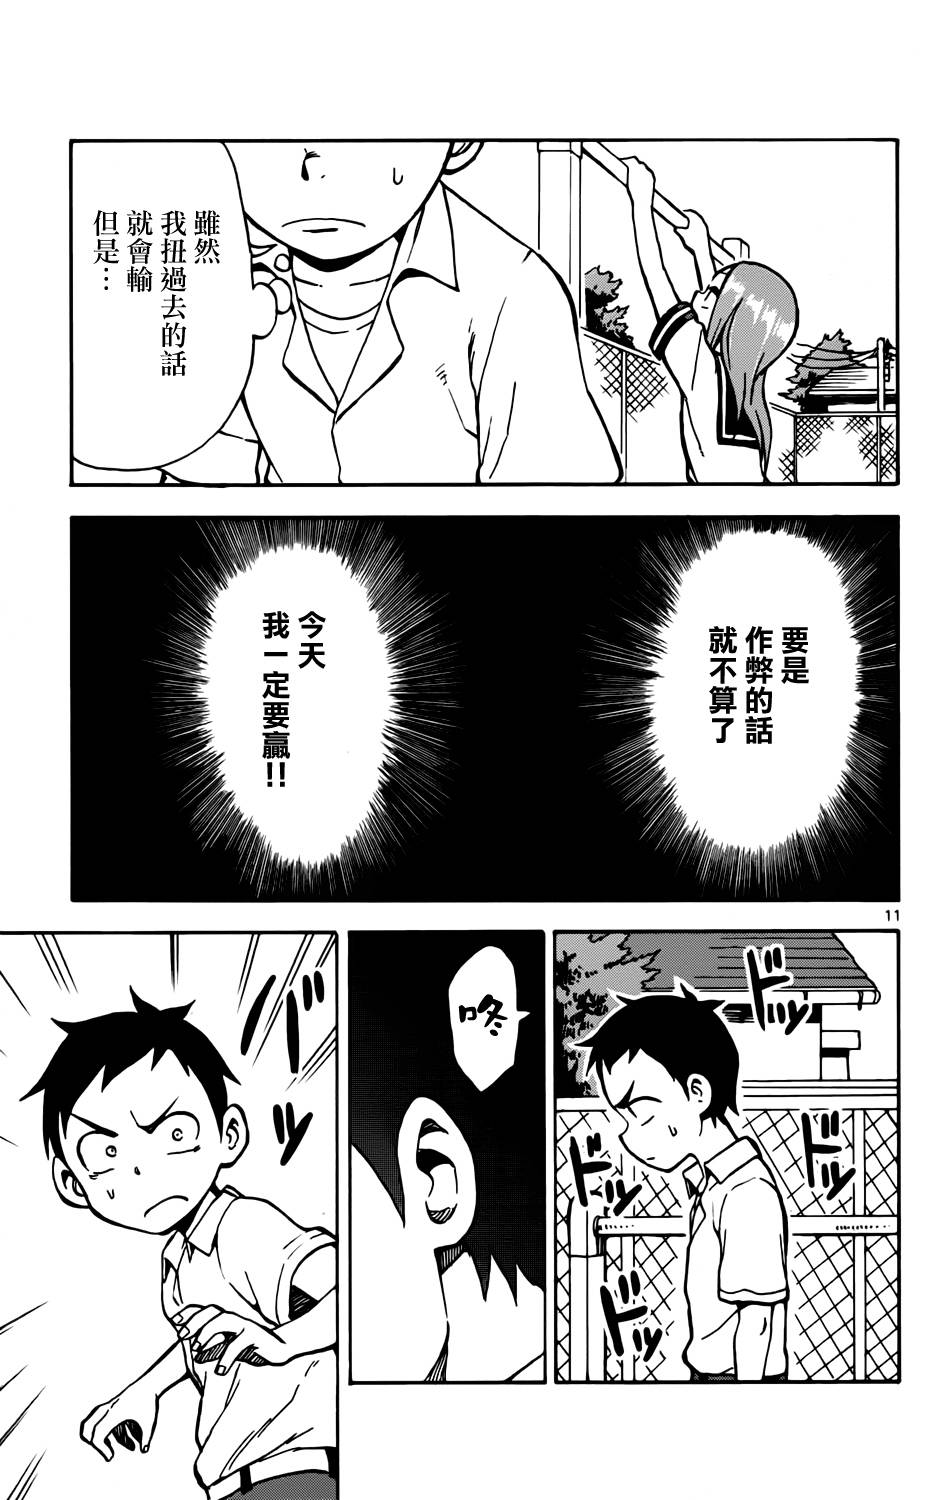 雖然
我扭過去的話
就會輸
但是…
要是
作弊的話
就不算了
今天
我一定要贏!!
11
ドドッ
咚
ドドッ
ドドッ
バッ